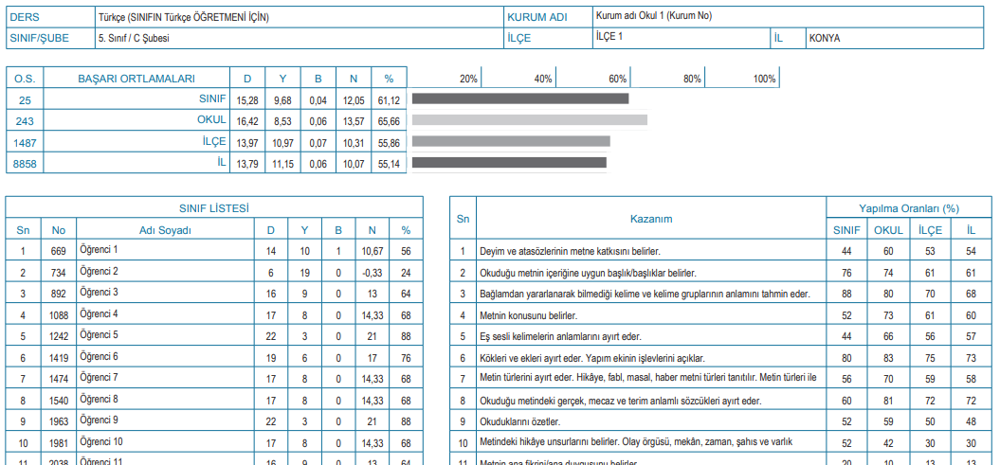 DERS Türkçe (SINIFIN Türkçe ÖĞRETMENİ İÇİN) KURUM ADI Kurum adı Okul 1 (Kurum No)
SINIF/ŞUBE 5. Sınıf / C Şubesi İLÇE İLÇE 1 İL KONYA
O.S. BAŞARI ORTLAMALARI D Y B N % 20% 40% 60% 80% 100%
25 SINIF 15,28 9,68 0,04 12,05 61,12
243 OKUL 16,42 8,53 0,06 13,57 65,66
1487 İLÇE 13,97 10,97 0,07 10,31 55,86
8858 İL 13,79 11,15 0,06 10,07 55,14
SINIF LİSTESİ
Sn No Adı Soyadı D Y B N %
1 669 Öğrenci 1 14 10 1 10,67 56
2 734 Öğrenci 2 6 19 0 -0,33 24
3 892 Öğrenci 3 16 9 0 13 64
4 1088 Öğrenci 4 17 8 0 14,33 68
5 1242 Öğrenci 5 22 3 0 21 88
6 1419 Öğrenci 6 19 6 0 17 76
7 1474 Öğrenci 7 17 8 0 14,33 68
8 1540 Öğrenci 8 17 8 0 14,33 68
9 1963 Öğrenci 9 22 3 0 21 88
10 1981 Öğrenci 10 17 8 0 14,33 68
11 2038 Öğrenci 11 16 9 0 13 64
Sn Kazanım Yapılma Oranları (%)
SINIF OKUL İLÇE İL
1 Deyim ve atasözlerinin metne katkısını belirler. 44 60 53 54
2 Okuduğu metnin içeriğine uygun başlık/başlıklar belirler. 76 74 61 61
3 Bağlamdan yararlanarak bilmediği kelime ve kelime gruplarının anlamını tahmin eder. 88 80 70 68
4 Metnin konusunu belirler. 52 73 61 60
5 Eş sesli kelimelerin anlamlarını ayırt eder. 44 66 56 57
6 Kökleri ve ekleri ayırt eder. Yapım ekinin işlevlerini açıklar. 80 83 75 73
7 Metin türlerini ayırt eder. Hikâye, fabl, masal, haber metni türleri tanıtılır. Metin türleri ile 56 70 59 58
8 Okuduğu metindeki gerçek, mecaz ve terim anlamlı sözcükleri ayırt eder. 60 81 72 72
9 Okuduklarını özetler. 52 59 50 48
10 Metindeki hikâye unsurlarını belirler. Olay örgüsü, mekân, zaman, şahıs ve varlık 52 42 30 30
11 Metnin ana fikrini/ana duygusunu belirler. 20 10 13 13